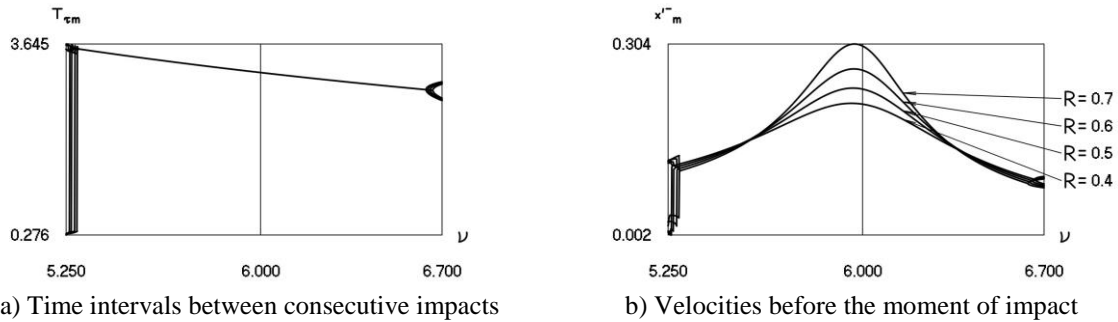 T_τm
3.645
0.276
5.250
6.000
6.700
ν
a) Time intervals between consecutive impacts
x'⁻_m
0.304
0.002
5.250
6.000
6.700
ν
R = 0.7
R = 0.6
R = 0.5
R = 0.4
b) Velocities before the moment of impact